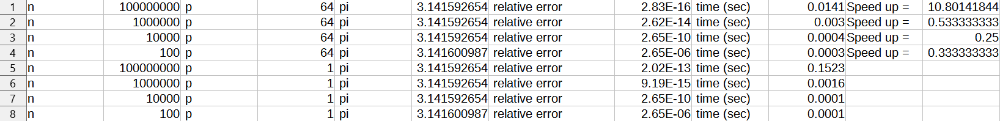 1 n 100000000 p 64 pi 3.141592654 relative error 2.83E-16 time (sec) 0.0141 Speed up = 10.80141844
2 n 1000000 p 64 pi 3.141592654 relative error 2.62E-14 time (sec) 0.003 Speed up = 0.533333333
3 n 10000 p 64 pi 3.141592654 relative error 2.65E-10 time (sec) 0.0004 Speed up = 0.25
4 n 100 p 64 pi 3.141600987 relative error 2.65E-06 time (sec) 0.0003 Speed up = 0.333333333
5 n 100000000 p 1 pi 3.141592654 relative error 2.02E-13 time (sec) 0.1523
6 n 1000000 p 1 pi 3.141592654 relative error 9.19E-15 time (sec) 0.0016
7 n 10000 p 1 pi 3.141592654 relative error 2.65E-10 time (sec) 0.0001
8 n 100 p 1 pi 3.141600987 relative error 2.65E-06 time (sec) 0.0001